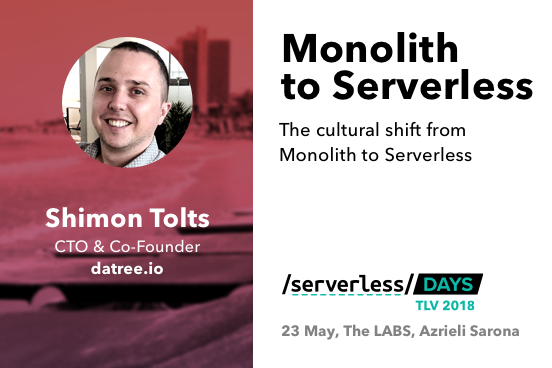 Shimon Tolts
CTO & Co-Founder
datree.io
Monolith
to Serverless
The cultural shift from
Monolith to Serverless
/serverless/DAYS
TLV 2018
23 May, The LABS, Azrieli Sarona